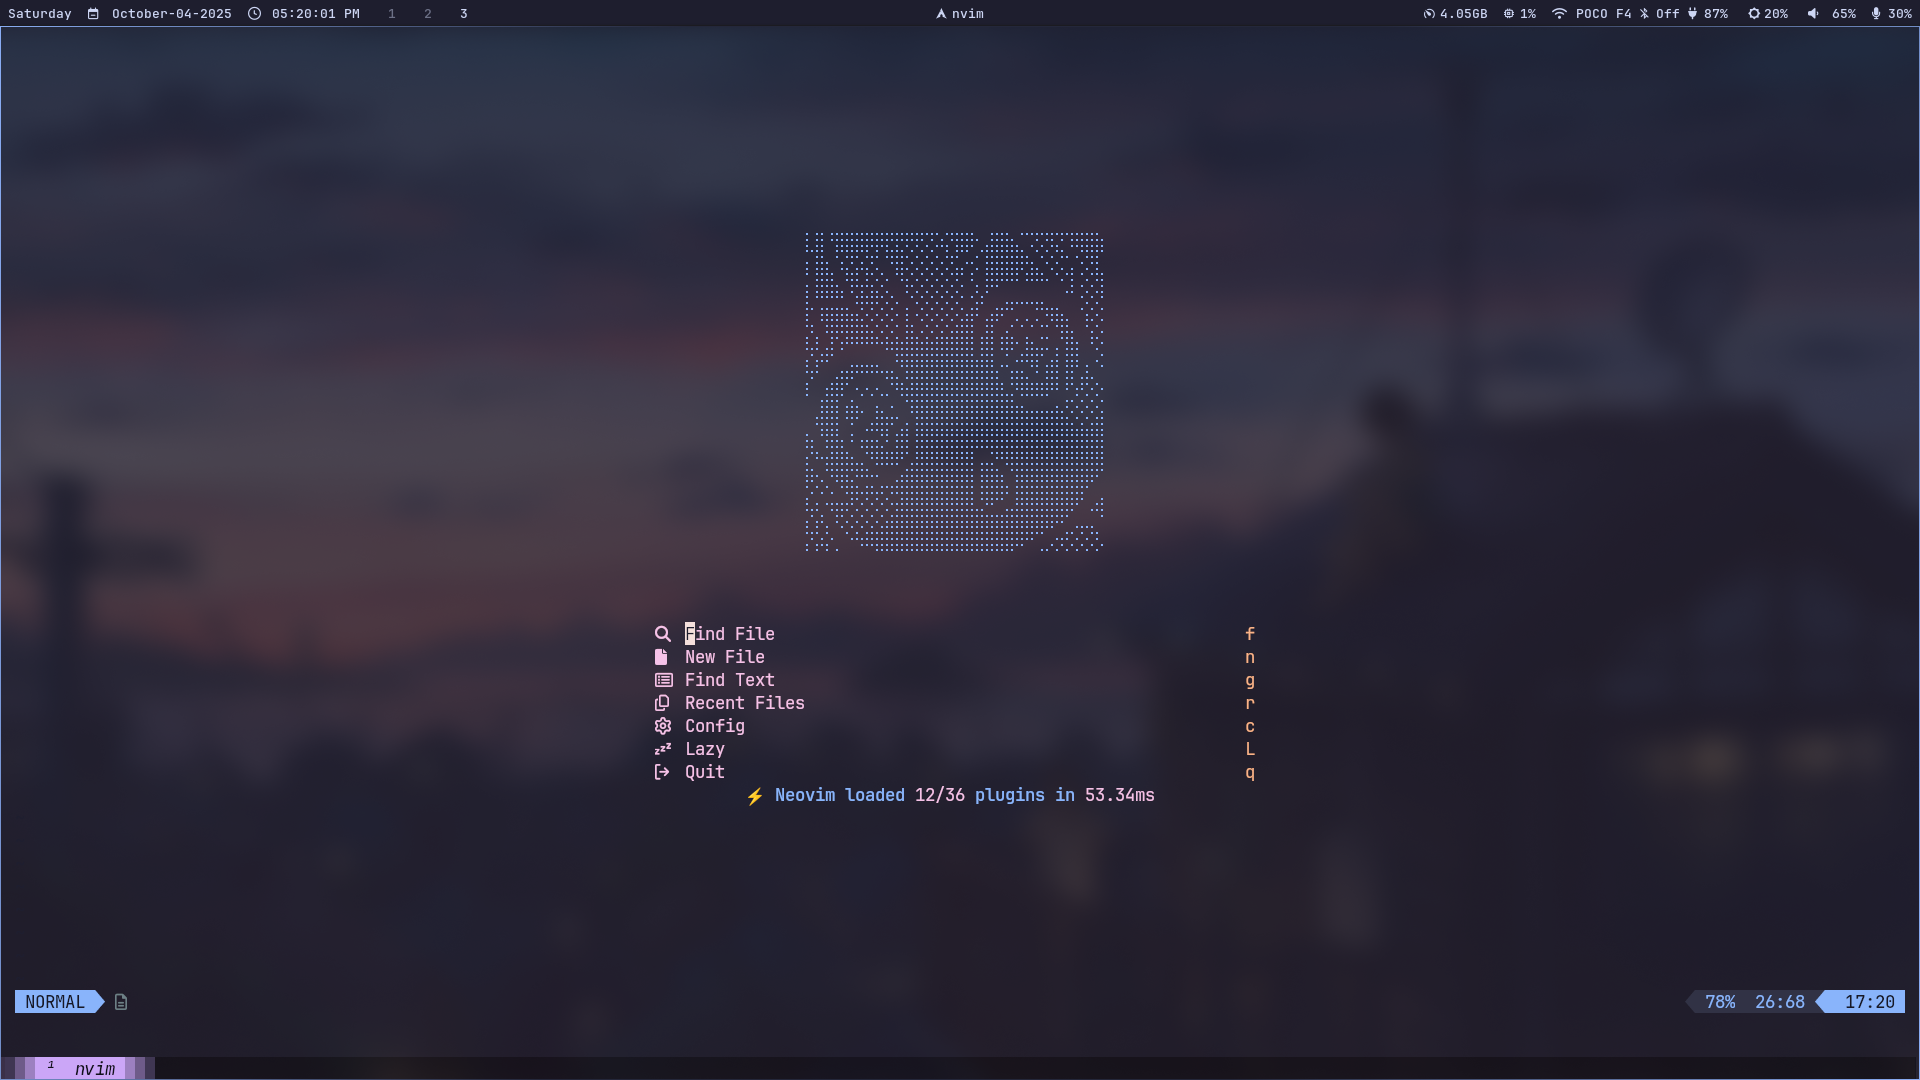 Saturday October-04-2025 05:20:01 PM 1 2 3 nvim 4.05GB 1% POCO F4 Off 87% 20% 65% 30%
Find File f
New File n
Find Text g
Recent Files r
Config c
Lazy L
Quit q
⚡ Neovim loaded 12/36 plugins in 53.34ms
NORMAL 78% 26:68 17:20
1 nvim